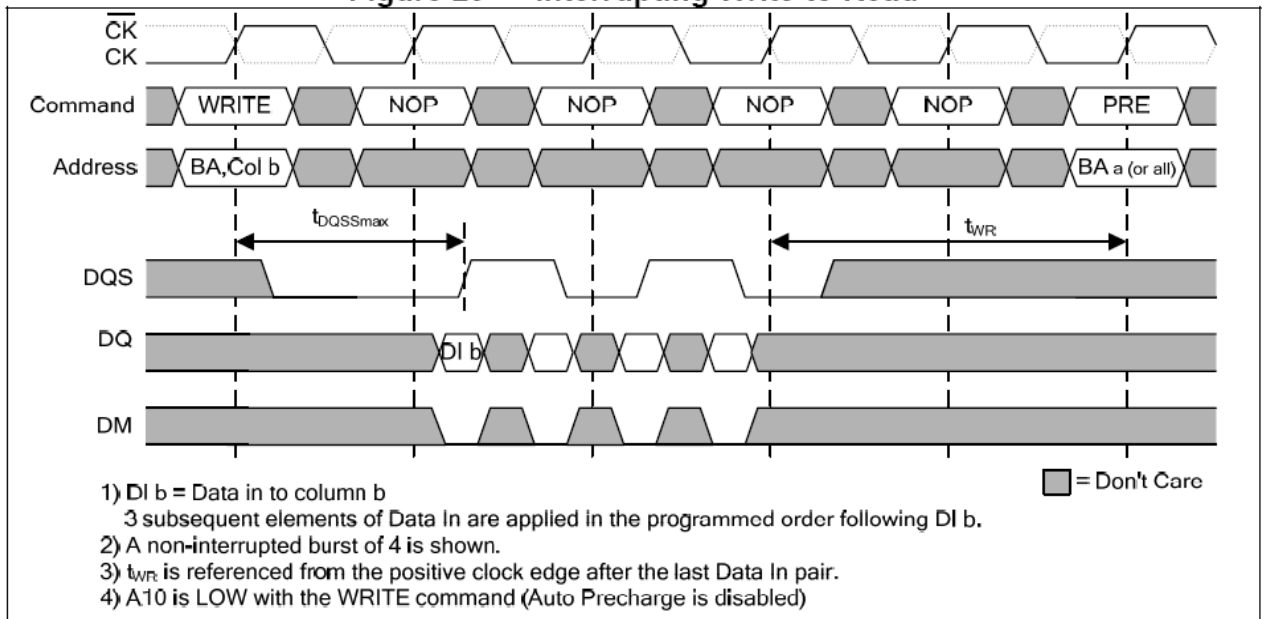 CK
CK
Command WRITE NOP NOP NOP NOP PRE
Address BA,Col b BA a (or all)
tDQSSmax tWR
DQS
DQ DI b
DM
= Don't Care
1) DI b = Data in to column b
3 subsequent elements of Data In are applied in the programmed order following DI b.
2) A non-interrupted burst of 4 is shown.
3) tWR is referenced from the positive clock edge after the last Data In pair.
4) A10 is LOW with the WRITE command (Auto Precharge is disabled)